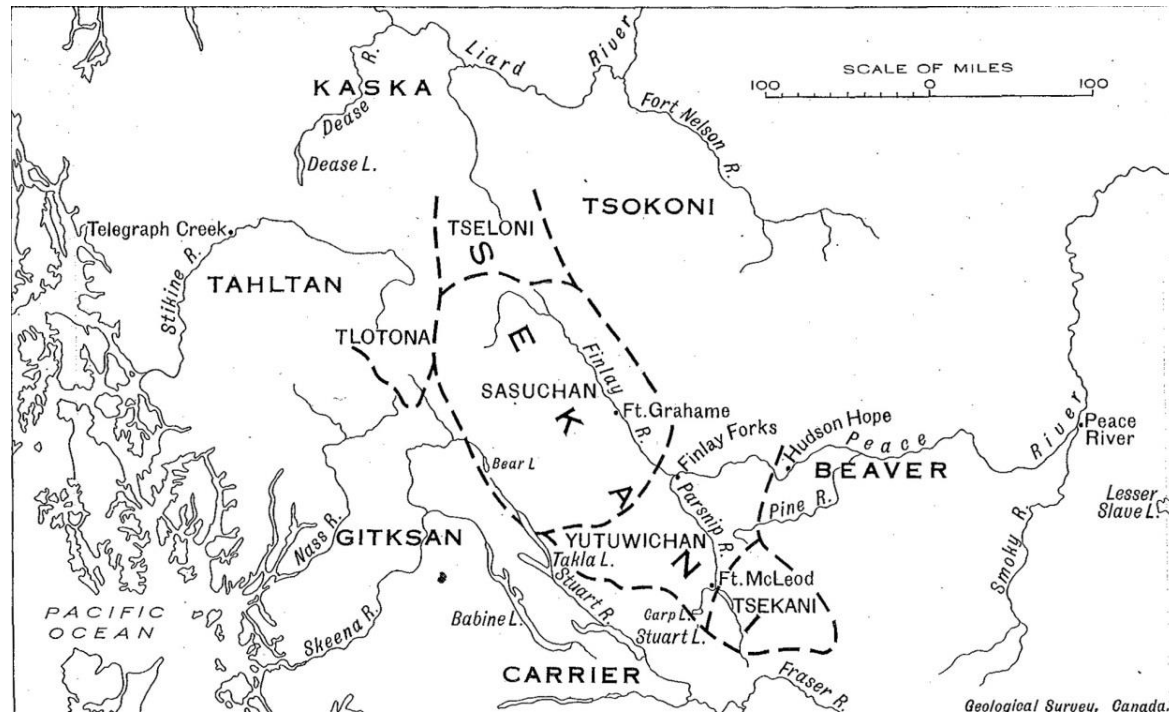 SCALE OF MILES
100 0 100
Liard
River
KASKA
Dease R.
Dease L.
Fort Nelson R.
TSELONI
TSOKONI
Telegraph Creek
Stikine R.
TAHLTAN
SEKANI
TLOTONA
SASUCHAN
Finlay R.
Ft. Grahame
Finlay Forks
Hudson Hope
Peace
River
Peace
River
BEAVER
Bear L
Parsnip R.
Pine R.
Lesser
Slave L.
Smoky R.
Nass R.
GITKSAN
YUTUWICHAN
Takla L.
Stuart R.
Ft. McLeod
TSEKANI
Carp L.
Stuart L.
PACIFIC
OCEAN
Skeena R.
Babine L.
CARRIER
Fraser R.
Geological Survey, Canada.